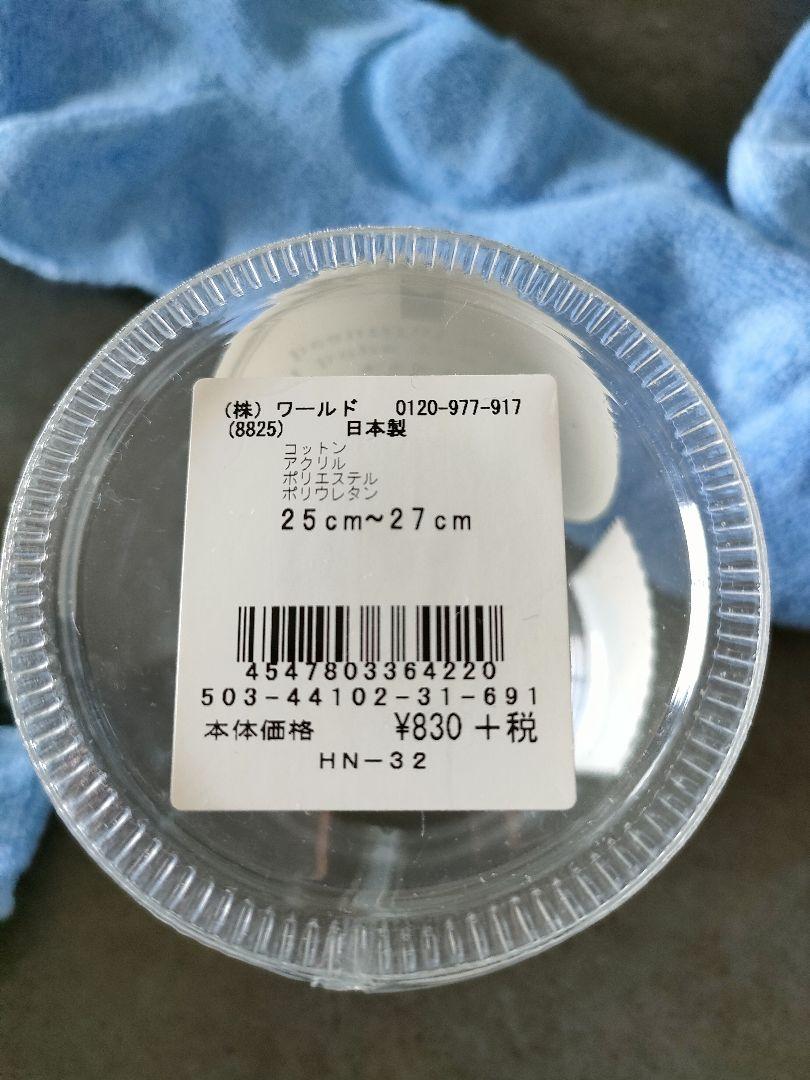 (株) ワールド 0120-977-917
(8825) 日本製
コットン
アクリル
ポリエステル
ポリウレタン
25cm~27cm
4547803364220
503-44102-31-691
本体価格 ¥830 +税
HN-32